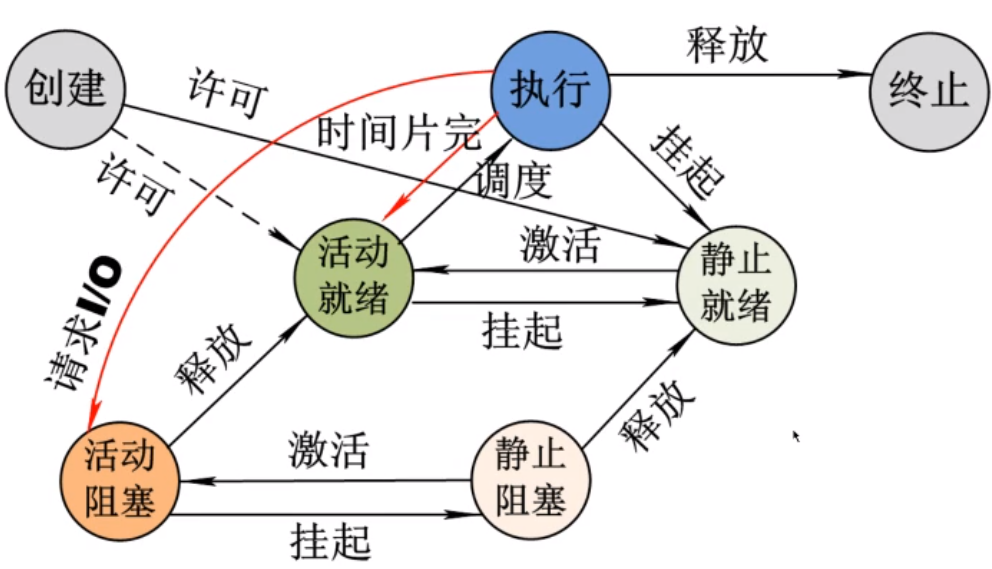 创建
许可
许可
时间片完
执行
释放
终止
挂起
调度
活动
就绪
激活
挂起
静止
就绪
请求I/O
释放
释放
活动
阻塞
激活
挂起
静止
阻塞